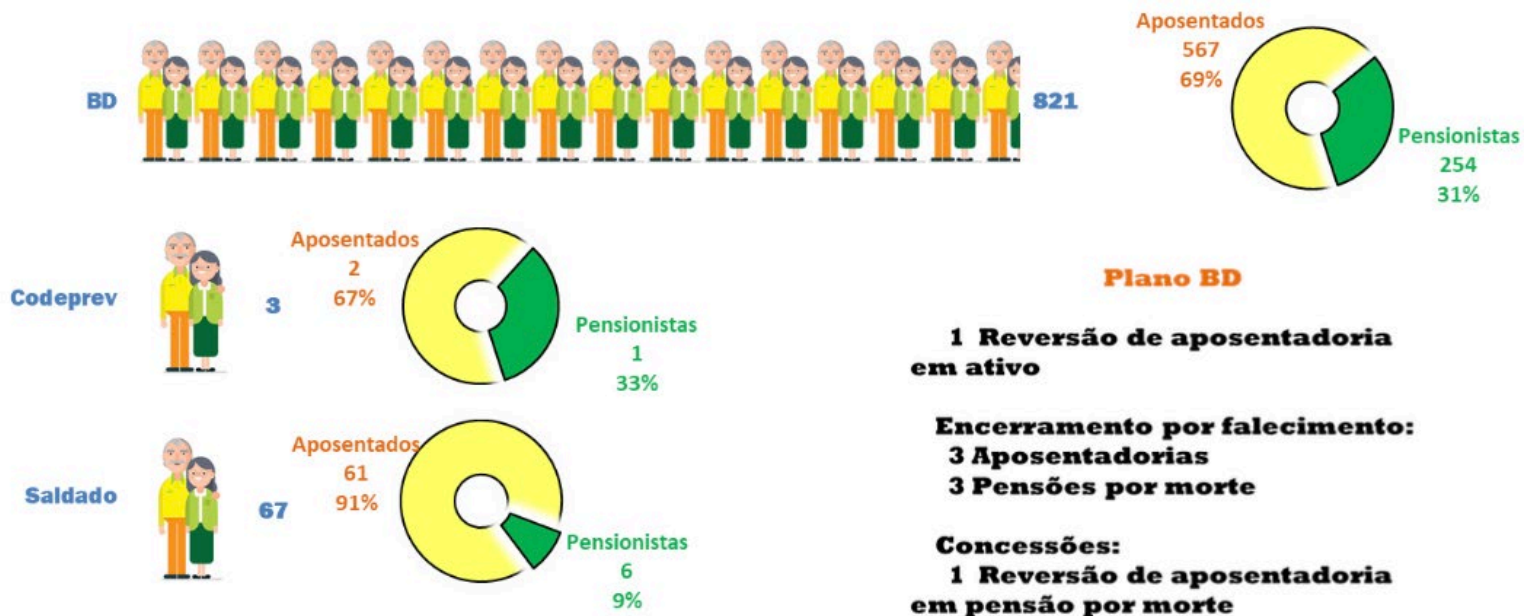 BD
821
Aposentados
567
69%
Pensionistas
254
31%
Codeprev
3
Aposentados
2
67%
Pensionistas
1
33%
Saldado
67
Aposentados
61
91%
Pensionistas
6
9%
Plano BD
1 Reversão de aposentadoria
em ativo
Encerramento por falecimento:
3 Aposentadorias
3 Pensões por morte
Concessões:
1 Reversão de aposentadoria
em pensão por morte